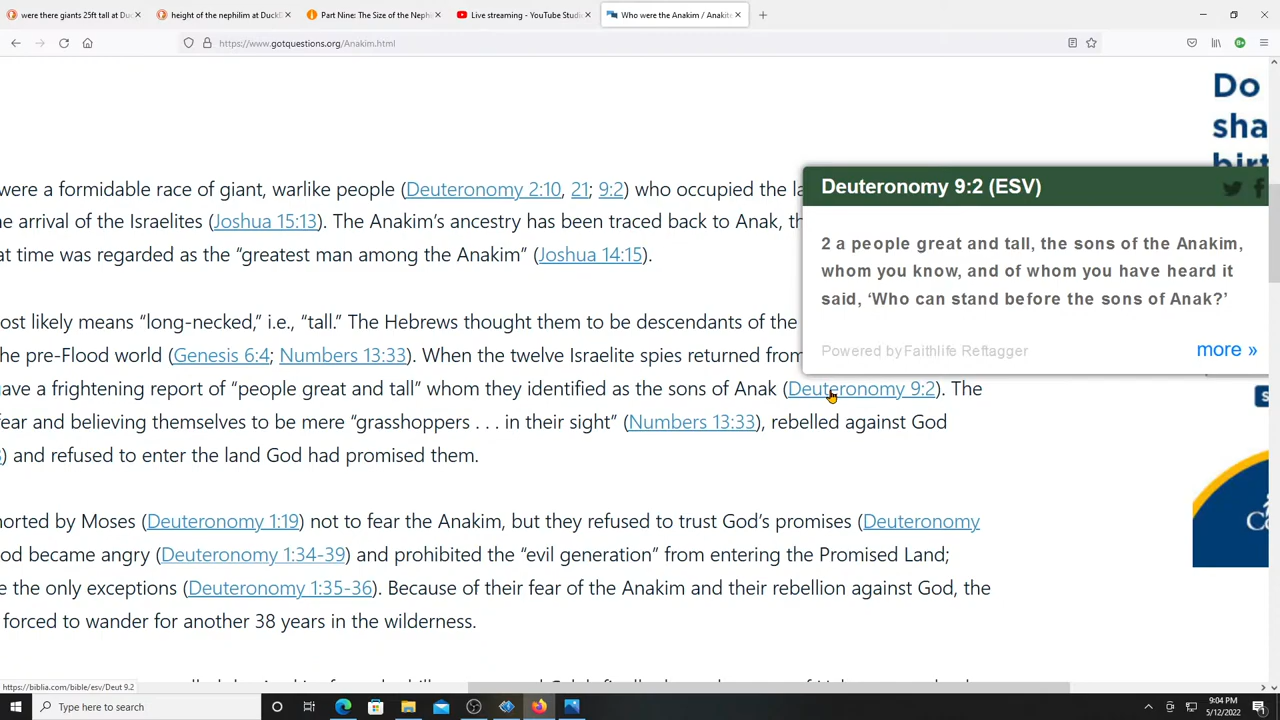 were there giants 25ft tall at Duck
height of the nephilim at DuckD
Part Nine: The Size of the Neph
Live streaming - YouTube Studi
Who were the Anakim / Anakit
https://www.gotquestions.org/Anakim.html
Do
sha
birt
were a formidable race of giant, warlike people (Deuteronomy 2:10, 21; 9:2) who occupied the la
he arrival of the Israelites (Joshua 15:13). The Anakim's ancestry has been traced back to Anak, th
at time was regarded as the “greatest man among the Anakim” (Joshua 14:15).
Deuteronomy 9:2 (ESV)
2 a people great and tall, the sons of the Anakim,
whom you know, and of whom you have heard it
said, ‘Who can stand before the sons of Anak?’
Powered by Faithlife Reftagger
more »
ost likely means “long-necked,” i.e., “tall.” The Hebrews thought them to be descendants of the
he pre-Flood world (Genesis 6:4; Numbers 13:33). When the twelve Israelite spies returned from
gave a frightening report of “people great and tall” whom they identified as the sons of Anak (Deuteronomy 9:2). The
fear and believing themselves to be mere “grasshoppers . . . in their sight” (Numbers 13:33), rebelled against God
) and refused to enter the land God had promised them.
horted by Moses (Deuteronomy 1:19) not to fear the Anakim, but they refused to trust God’s promises (Deuteronomy
od became angry (Deuteronomy 1:34-39) and prohibited the “evil generation” from entering the Promised Land;
e the only exceptions (Deuteronomy 1:35-36). Because of their fear of the Anakim and their rebellion against God, the
forced to wander for another 38 years in the wilderness.
S
Co
https://biblia.com/bible/esv/Deut 9.2
Type here to search
9:04 PM
5/12/2022